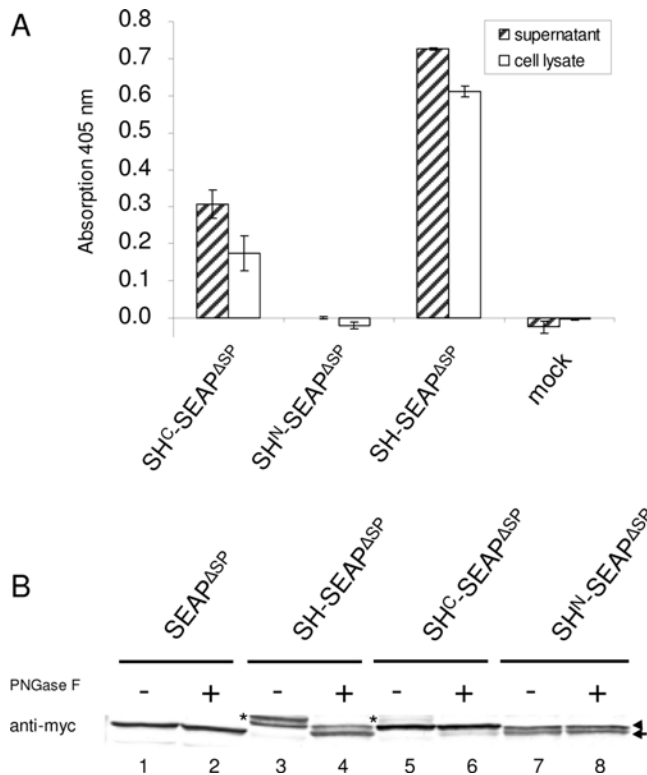 A
0.8
0.7
0.6
0.5
0.4
0.3
0.2
0.1
0.0
Absorption 405 nm
supernatant
cell lysate
SHC-SEAPΔSP
SHN-SEAPΔSP
SH-SEAPΔSP
mock
B
SEAPΔSP
SH-SEAPΔSP
SHC-SEAPΔSP
SHN-SEAPΔSP
PNGase F - + - + - + - +
anti-myc * *
1 2 3 4 5 6 7 8